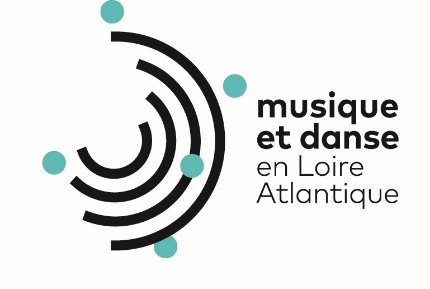 musique
et danse
en Loire
Atlantique